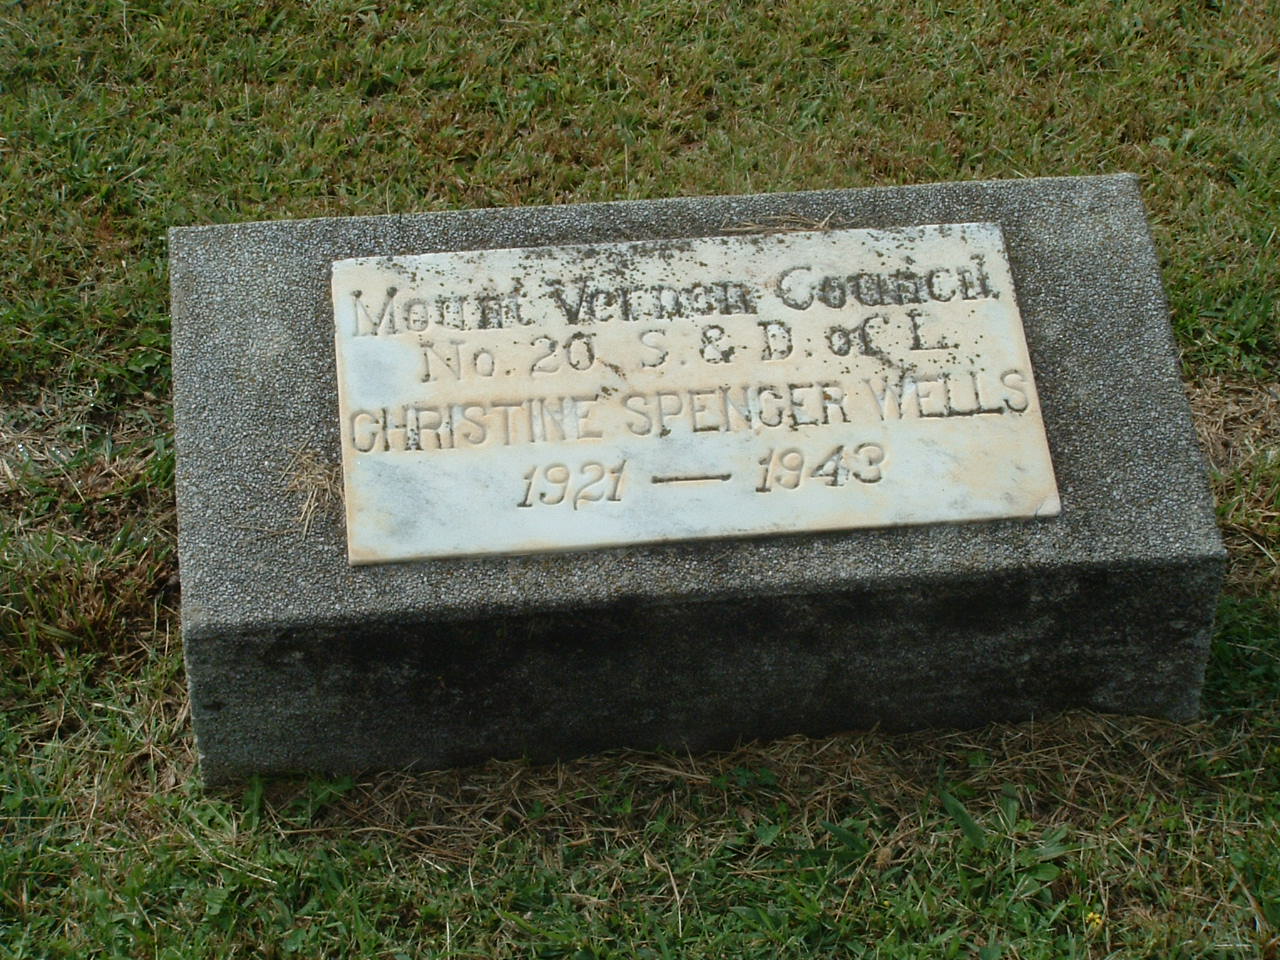 Mount Vernon Council
No. 20 S. & D. of L.
CHRISTINE SPENCER WELLS
1921 — 1943